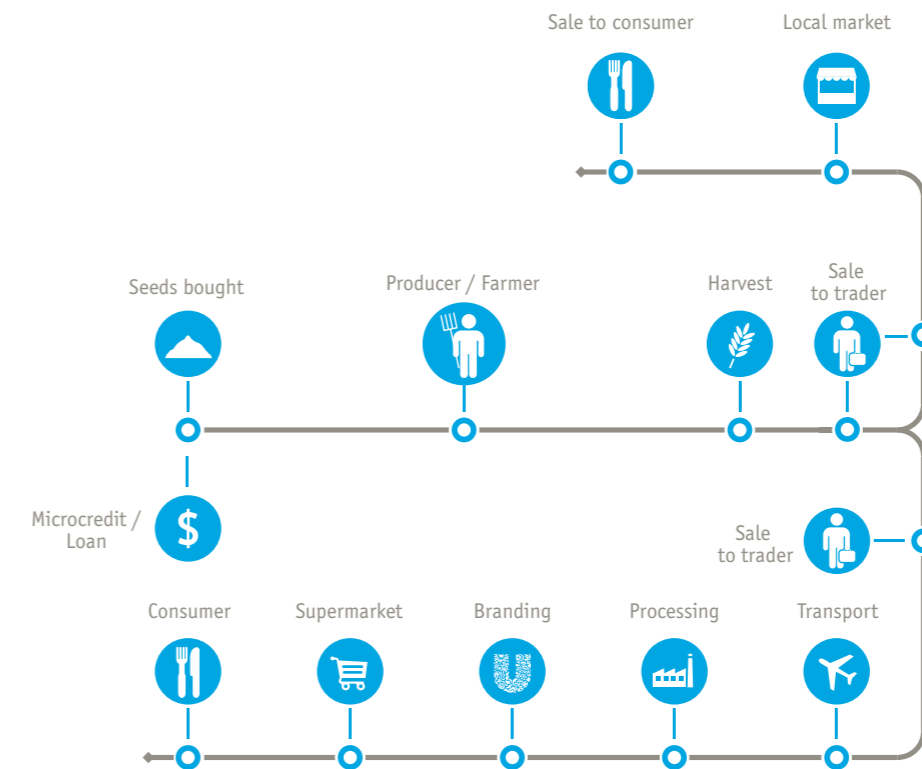 Sale to consumer
Local market
Seeds bought
Producer / Farmer
Harvest
Sale
to trader
Microcredit /
Loan
$
Sale
to trader
Consumer
Supermarket
Branding
Processing
Transport
U